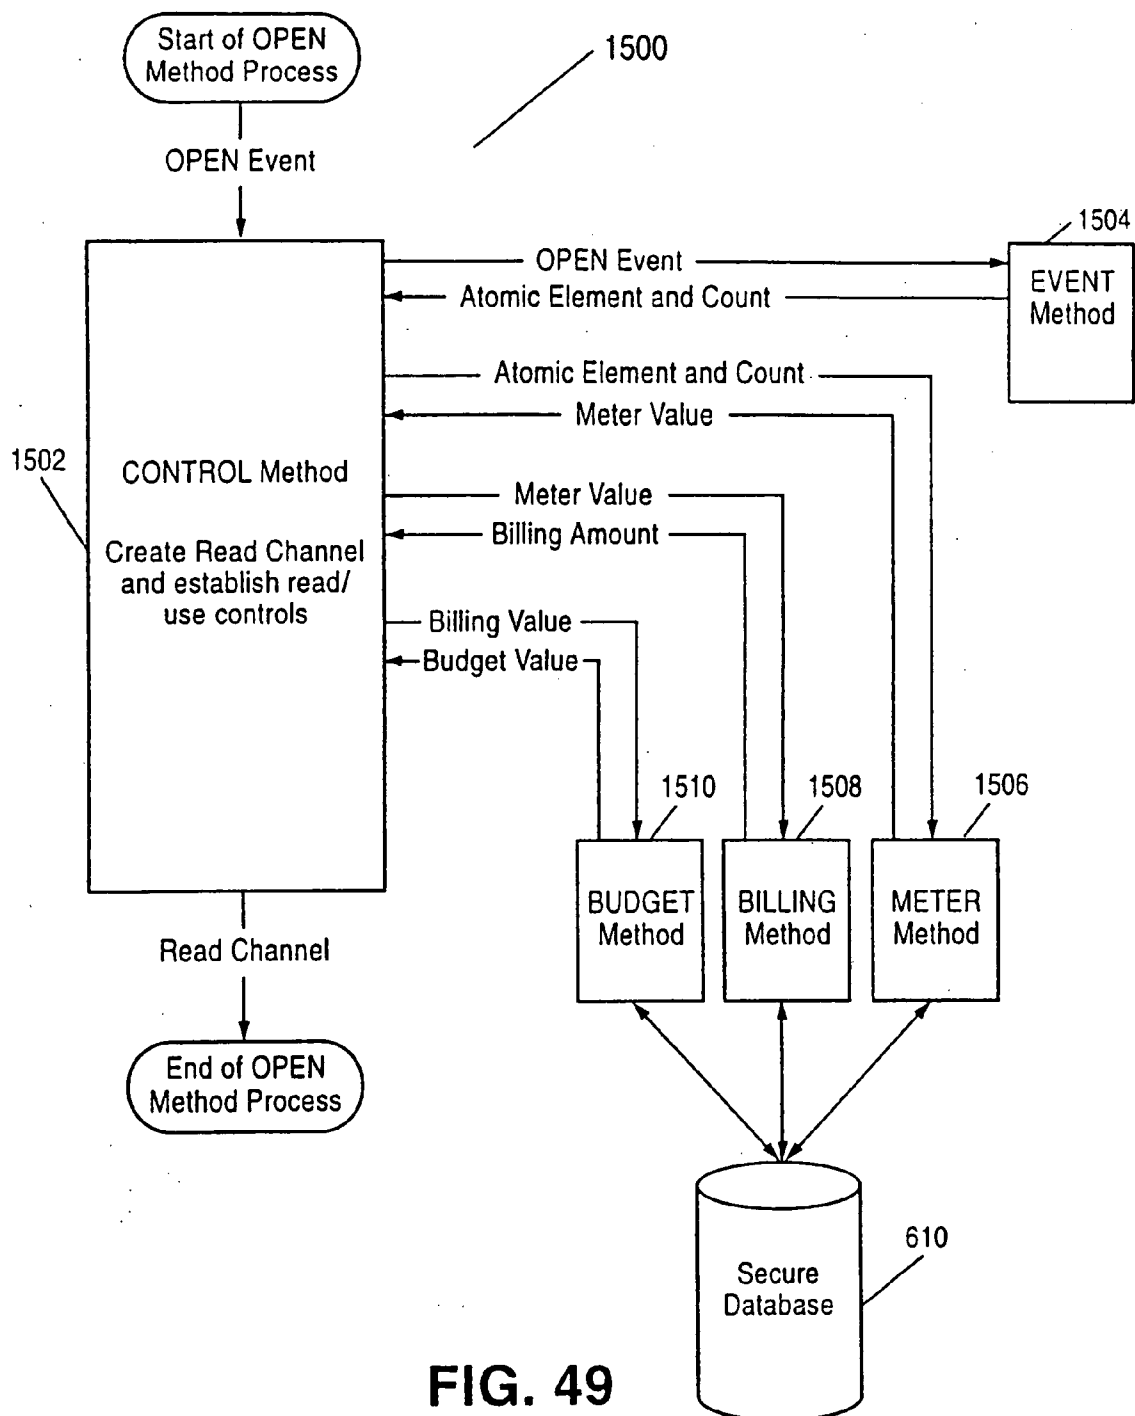 Start of OPEN
Method Process
1500
OPEN Event
1504
OPEN Event
EVENT
Method
Atomic Element and Count
Atomic Element and Count
Meter Value
1502
CONTROL Method
Meter Value
Billing Amount
Create Read Channel
and establish read/
use controls
Billing Value
Budget Value
1510
1508
1506
BUDGET
Method
BILLING
Method
METER
Method
Read Channel
End of OPEN
Method Process
610
Secure
Database
FIG. 49